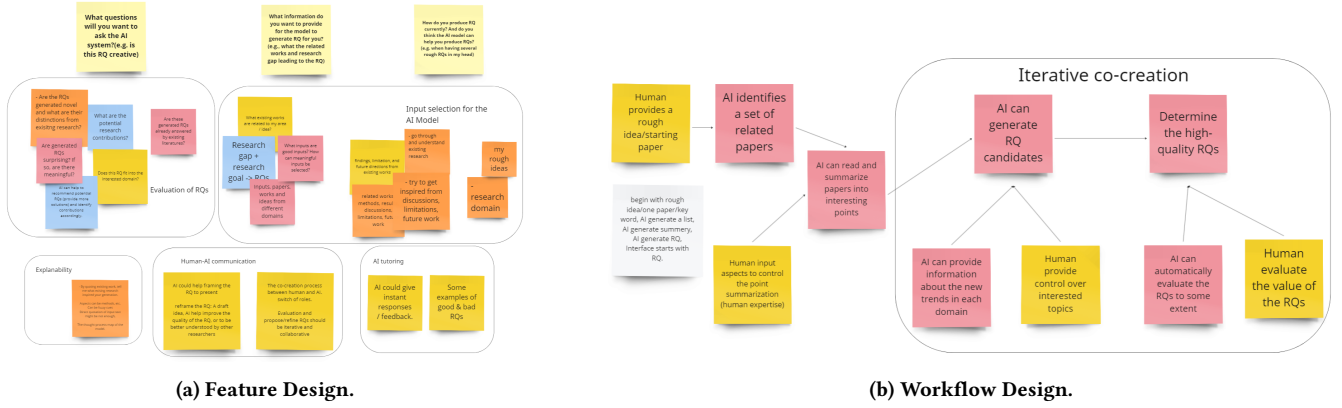 What questions
will you want to
ask the AI
system?(e.g. is
this RQ creative)
What information do
you want to provide
for the model to
generate RQ for you?
(e.g., what the related
works and research
gap leading to the RQ)
How do you produce RQ
currently? And do you
think the AI model can
help you produce RQs?
(e.g. when having several
rough RQs in my head)
- Are the RQs
generated novel
and what are their
distinctions from
existing research?
What are the
potential
research
contributions?
Are these
generated RQs
already answered
by existing
literatures?
Are generated
RQs
surprising? If
so, are there
meaningful?
Does this RQ fit into the
interested domain?
AI can help to
recommend potential
RQs (provide more
solutions) and identify
contributions
accordingly.
Evaluation of RQs
Input selection for the
AI Model
What existing works
are related to my area
/ idea?
Research
gap +
research
goal -> RQs
What inputs are
good inputs? How
can meaningful
inputs be
selected?
Inputs, papers,
works and
ideas from
different
domains
findings, limitation, and
future directions from
existing works
- go through
and understand
existing
research
related works
methods, resu
discussions,
limitations, fut
work
- try to get
inspired from
discussions,
limitations,
future work
my
rough
ideas
-
research
domain
Explanability
Human-AI communication
AI could help framing the
RQ to present
reframe the RQ: A draft
idea, AI help improve the
quality of the RQ, or to be
better understood by other
researchers
The co-creation process
between human and AI,
switch of roles.
Evaluation and
propose/refine RQs should
be iterative and
collaborative
AI tutoring
AI could give
instant
responses
/ feedback.
Some
examples of
good & bad
RQs
(a) Feature Design.
Human
provides a
rough
idea/starting
paper
AI identifies
a set of
related
papers
begin with rough
idea/one paper/key
word, AI generate a list,
AI generate summery,
AI generate RQ,
Interface starts with
RQ.
Human input
aspects to control
the point
summarization
(human expertise)
AI can read and
summarize
papers into
interesting
points
Iterative co-creation
AI can
generate
RQ
candidates
Determine
the high-
quality RQs
AI can provide
information
about the new
trends in each
domain
Human
provide
control over
interested
topics
AI can
automatically
evaluate the
RQs to some
extent
Human
evaluate
the value of
the RQs
(b) Workflow Design.